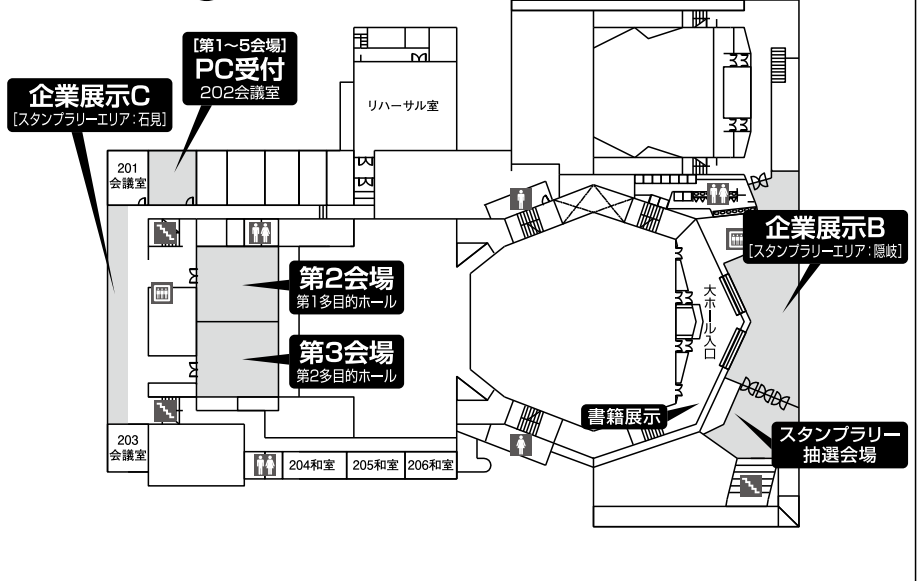 [第1～5会場]
PC受付
202会議室
企業展示C
[スタンプラリーエリア：石見]
リハーサル室
201
会議室
企業展示B
[スタンプラリーエリア：隠岐]
第2会場
第1多目的ホール
大ホール入口
第3会場
第2多目的ホール
書籍展示
スタンプラリー
抽選会場
203
会議室
204和室
205和室
206和室